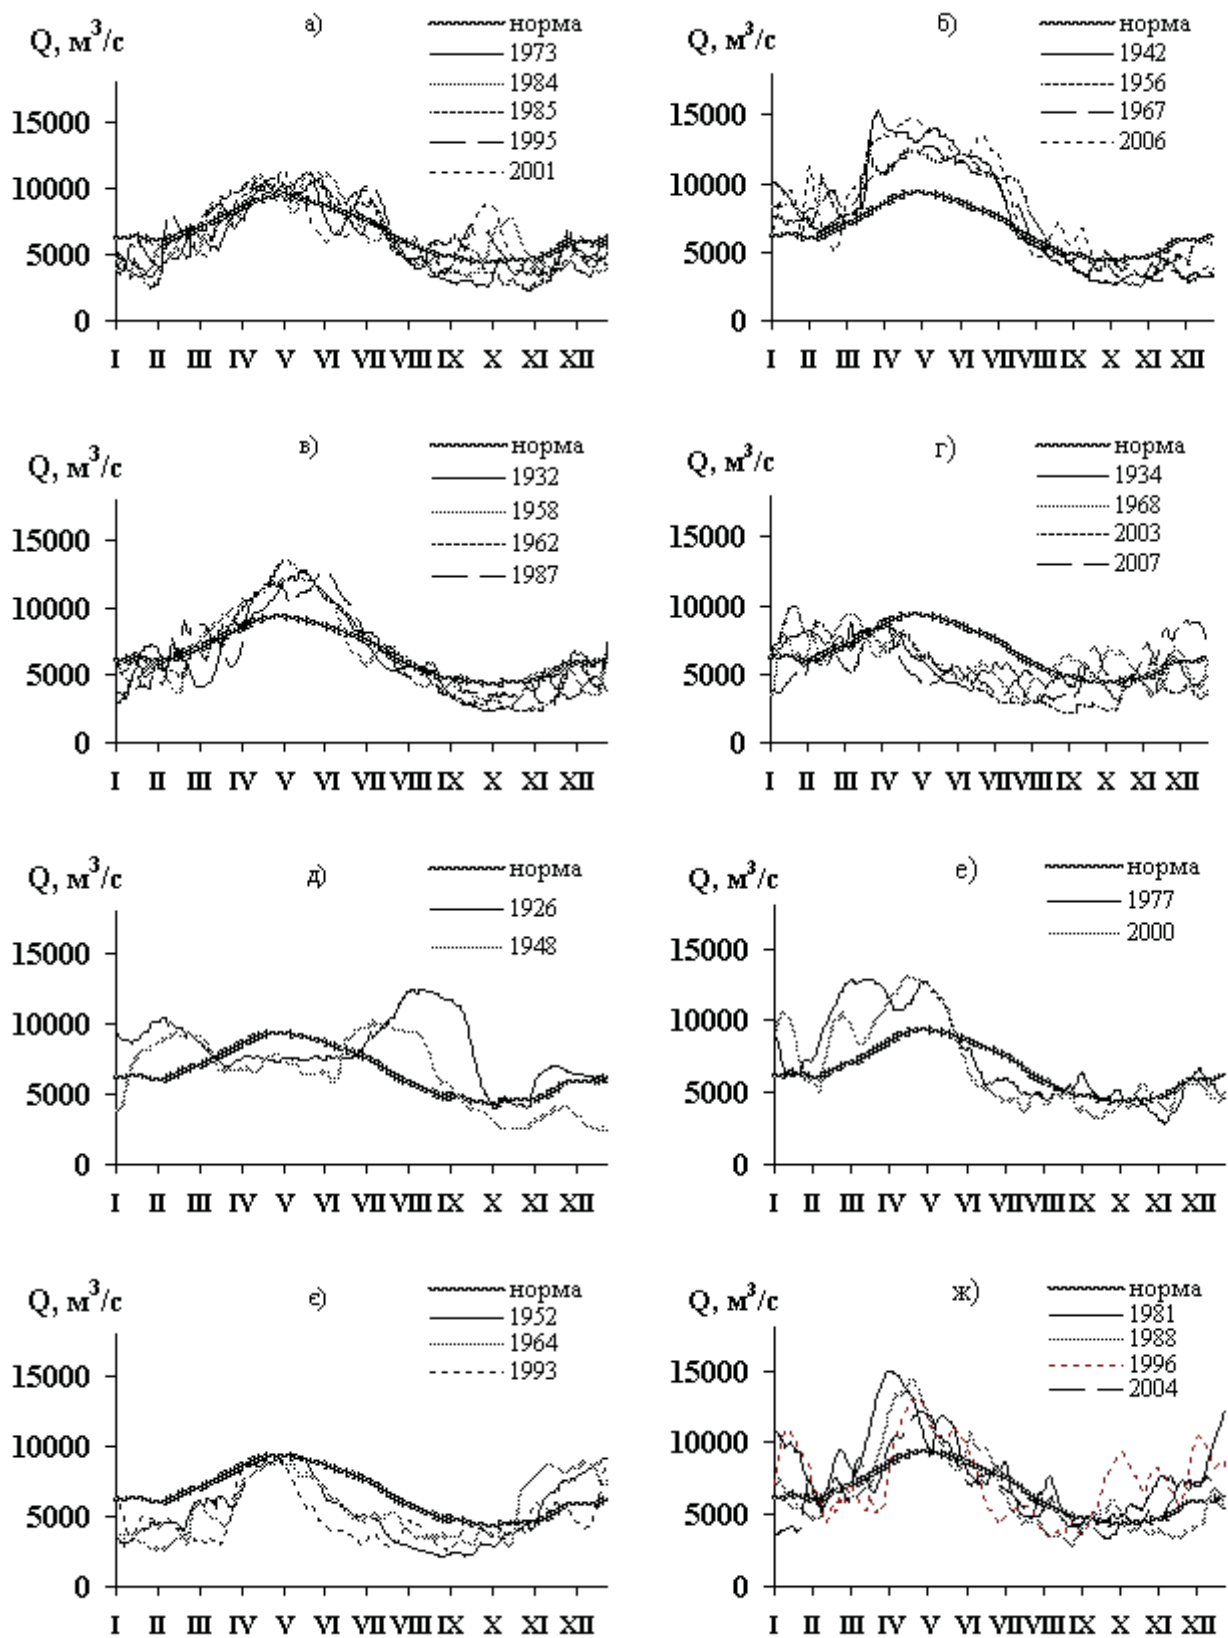 а)
Q, м³/с
норма
1973
1984
1985
1995
2001
15000
10000
5000
0
I II III IV V VI VII VIII IX X XI XII
б)
Q, м³/с
норма
1942
1956
1967
2006
15000
10000
5000
0
I II III IV V VI VII VIII IX X XI XII
в)
Q, м³/с
норма
1932
1958
1962
1987
15000
10000
5000
0
I II III IV V VI VII VIII IX X XI XII
г)
Q, м³/с
норма
1934
1968
2003
2007
15000
10000
5000
0
I II III IV V VI VII VIII IX X XI XII
д)
Q, м³/с
норма
1926
1948
15000
10000
5000
0
I II III IV V VI VII VIII IX X XI XII
е)
Q, м³/с
норма
1977
2000
15000
10000
5000
0
I II III IV V VI VII VIII IX X XI XII
є)
Q, м³/с
норма
1952
1964
1993
15000
10000
5000
0
I II III IV V VI VII VIII IX X XI XII
ж)
Q, м³/с
норма
1981
1988
1996
2004
15000
10000
5000
0
I II III IV V VI VII VIII IX X XI XII